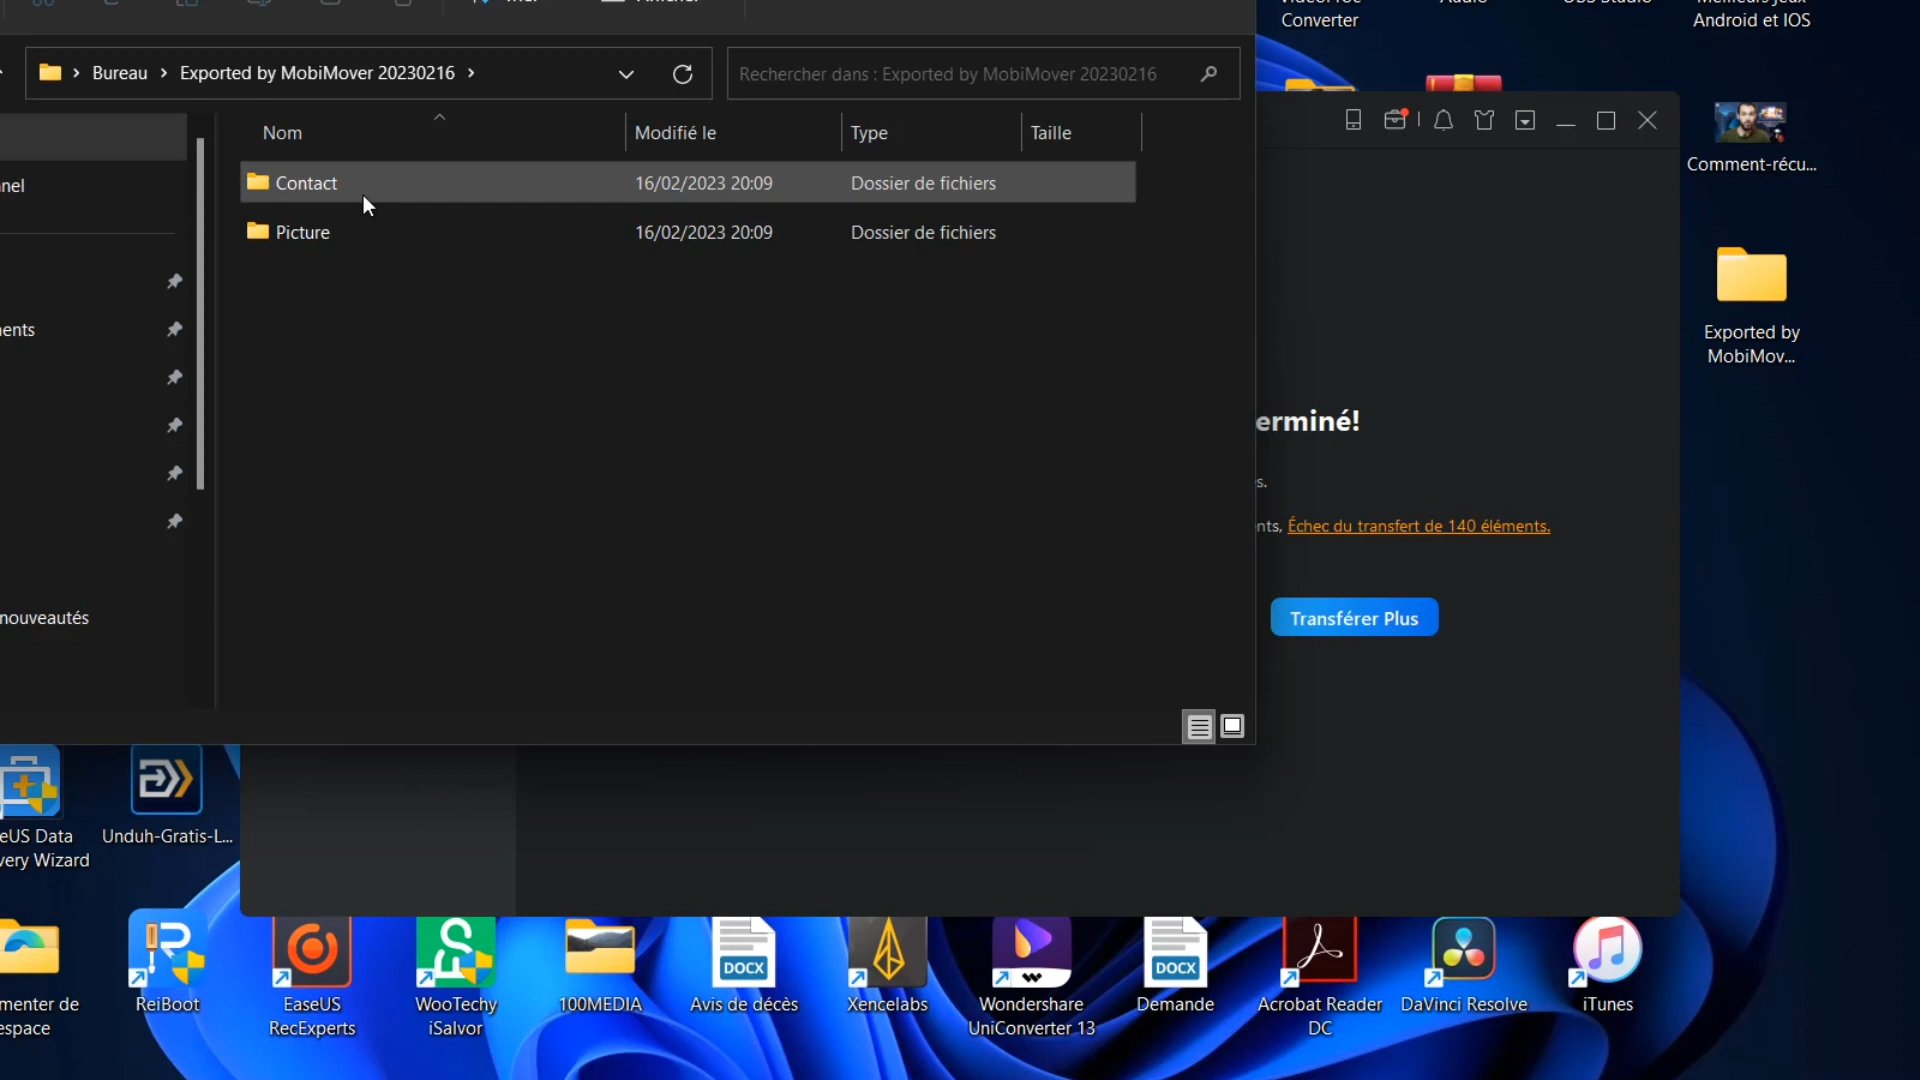 Converter
Android et IOS
Bureau
Exported by MobiMover 20230216
Rechercher dans : Exported by MobiMover 20230216
Nom
Modifié le
Type
Taille
Contact
16/02/2023 20:09
Dossier de fichiers
Picture
16/02/2023 20:09
Dossier de fichiers
nel
ents
nouveautés
Comment-récu...
Exported by
MobiMov...
erminé!
s.
nts, Échec du transfert de 140 éléments.
Transférer Plus
eUS Data
very Wizard
Unduh-Gratis-L...
menter de
espace
ReiBoot
EaseUS
RecExperts
WooTechy
iSalvor
100MEDIA
DOCX
Avis de décès
Xencelabs
Wondershare
UniConverter 13
DOCX
Demande
Acrobat Reader
DC
DaVinci Resolve
iTunes